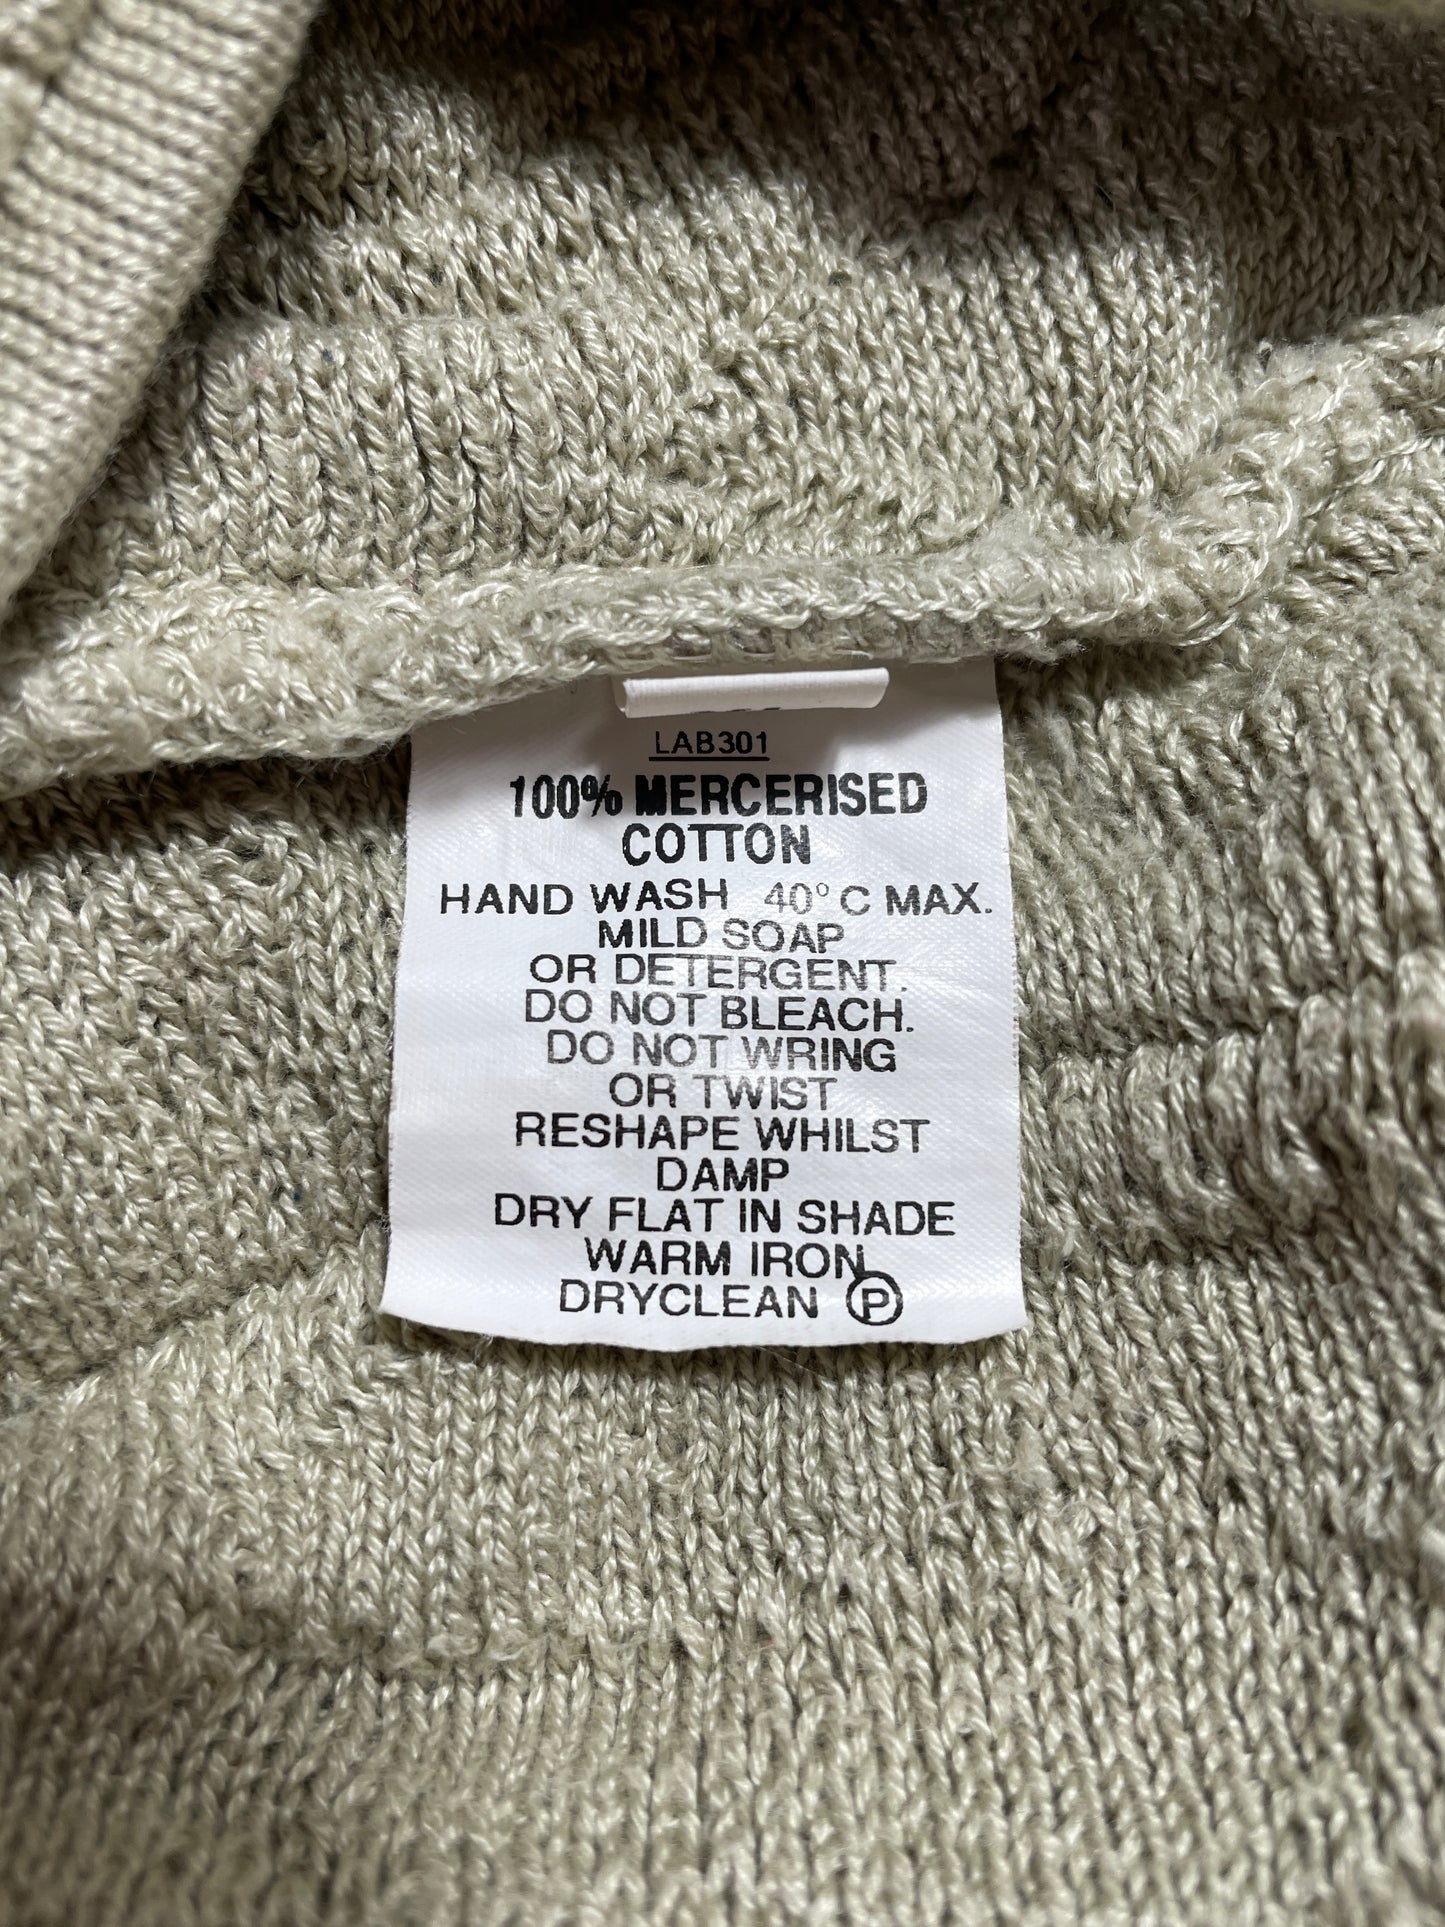 LAB301
100% MERCERISED
COTTON
HAND WASH 40°C MAX.
MILD SOAP
OR DETERGENT.
DO NOT BLEACH.
DO NOT WRING
OR TWIST
RESHAPE WHILST
DAMP
DRY FLAT IN SHADE
WARM IRON
DRYCLEAN Ⓟ